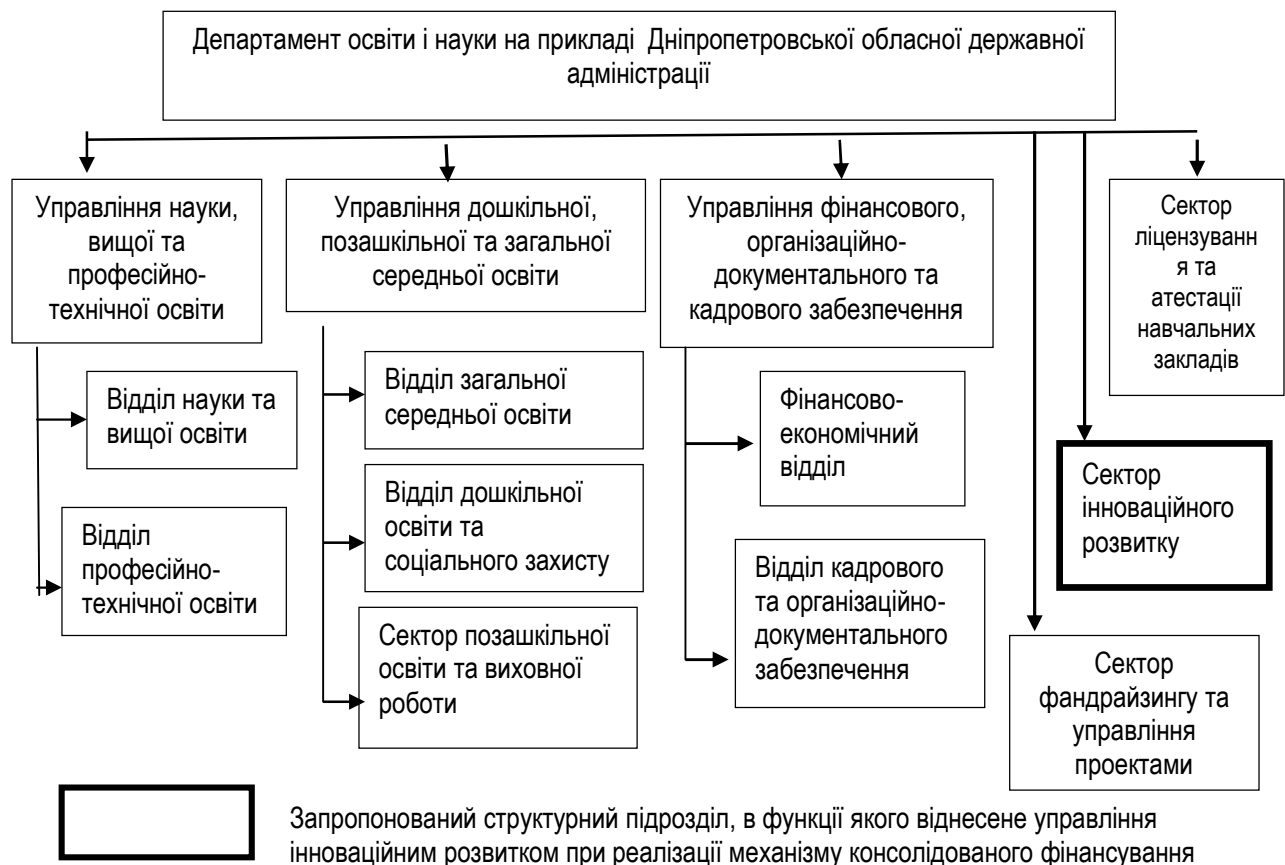 Департамент освіти і науки на прикладі Дніпропетровської обласної державної
адміністрації
Управління науки,
вищої та
професійно-
технічної освіти
Управління дошкільної,
позашкільної та загальної
середньої освіти
Управління фінансового,
організаційно-
документального та
кадрового забезпечення
Сектор
ліцензуванн
я та
атестації
навчальних
закладів
Відділ науки та
вищої освіти
Відділ
професійно-
технічної освіти
Відділ загальної
середньої освіти
Відділ дошкільної
освіти та
соціального захисту
Сектор позашкільної
освіти та виховної
роботи
Фінансово-
економічний
відділ
Відділ кадрового
та організаційно-
документального
забезпечення
Сектор
інноваційного
розвитку
Сектор
фандрайзингу та
управління
проектами
Запропонований структурний підрозділ, в функції якого віднесене управління
інноваційним розвитком при реалізації механізму консолідованого фінансування